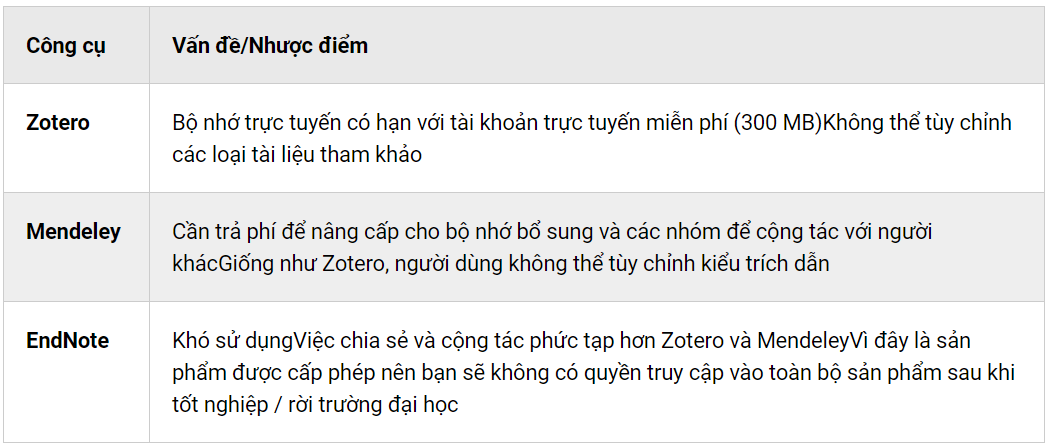 Công cụ
Vấn đề/Nhược điểm
Zotero
Bộ nhớ trực tuyến có hạn với tài khoản trực tuyến miễn phí (300 MB)Không thể tùy chỉnh
các loại tài liệu tham khảo
Mendeley
Cần trả phí để nâng cấp cho bộ nhớ bổ sung và các nhóm để cộng tác với người
khácGiống như Zotero, người dùng không thể tùy chỉnh kiểu trích dẫn
EndNote
Khó sử dụngViệc chia sẻ và cộng tác phức tạp hơn Zotero và MendeleyVì đây là sản
phẩm được cấp phép nên bạn sẽ không có quyền truy cập vào toàn bộ sản phẩm sau khi
tốt nghiệp / rời trường đại học